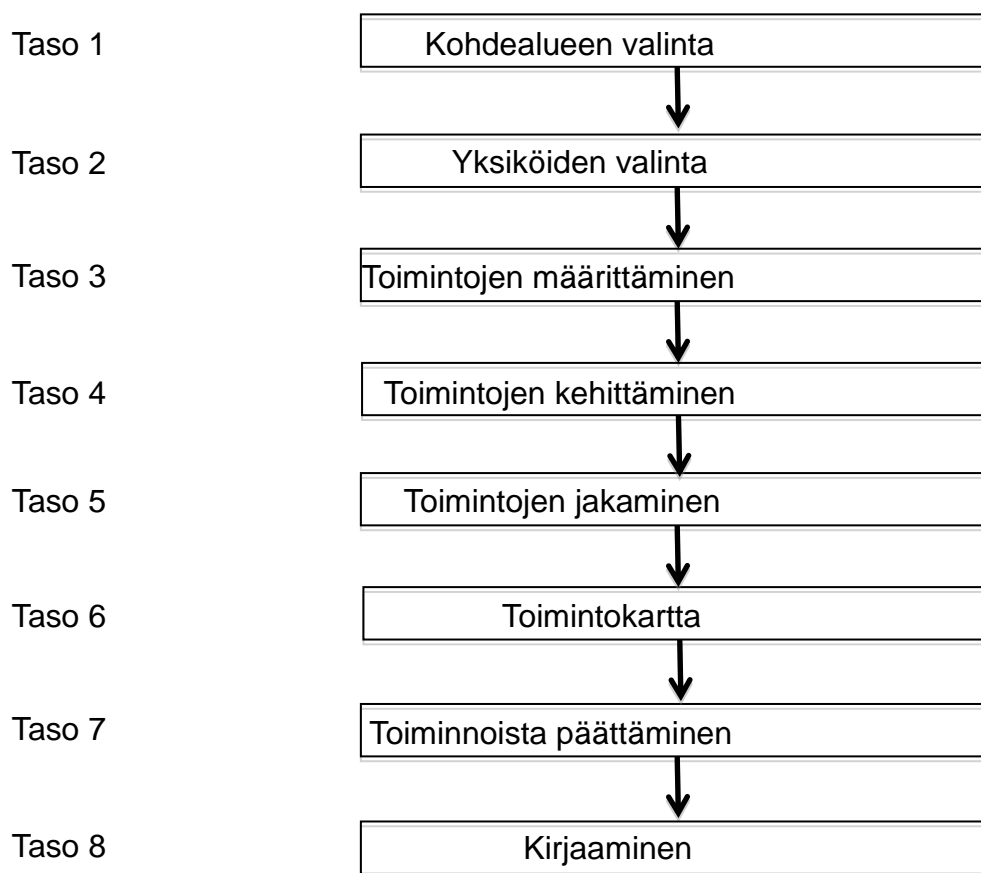 Taso 1 Kohdealueen valinta
Taso 2 Yksiköiden valinta
Taso 3 Toimintojen määrittäminen
Taso 4 Toimintojen kehittäminen
Taso 5 Toimintojen jakaminen
Taso 6 Toimintokartta
Taso 7 Toiminnoista päättäminen
Taso 8 Kirjaaminen